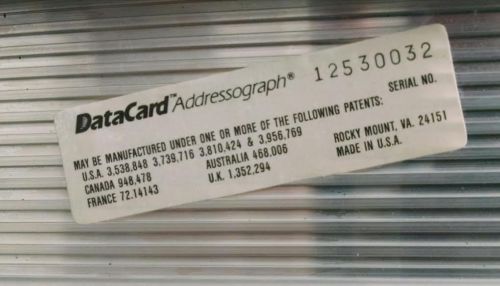 DataCard™ Addressograph® 12530032
SERIAL NO.
MAY BE MANUFACTURED UNDER ONE OR MORE OF THE FOLLOWING PATENTS:
U.S.A. 3,538,848 3,739,716 3,810,424 & 3,956,769
CANADA 948,478 AUSTRALIA 468,006 ROCKY MOUNT, VA. 24151
FRANCE 72.14143 U.K. 1,352,294 MADE IN U.S.A.